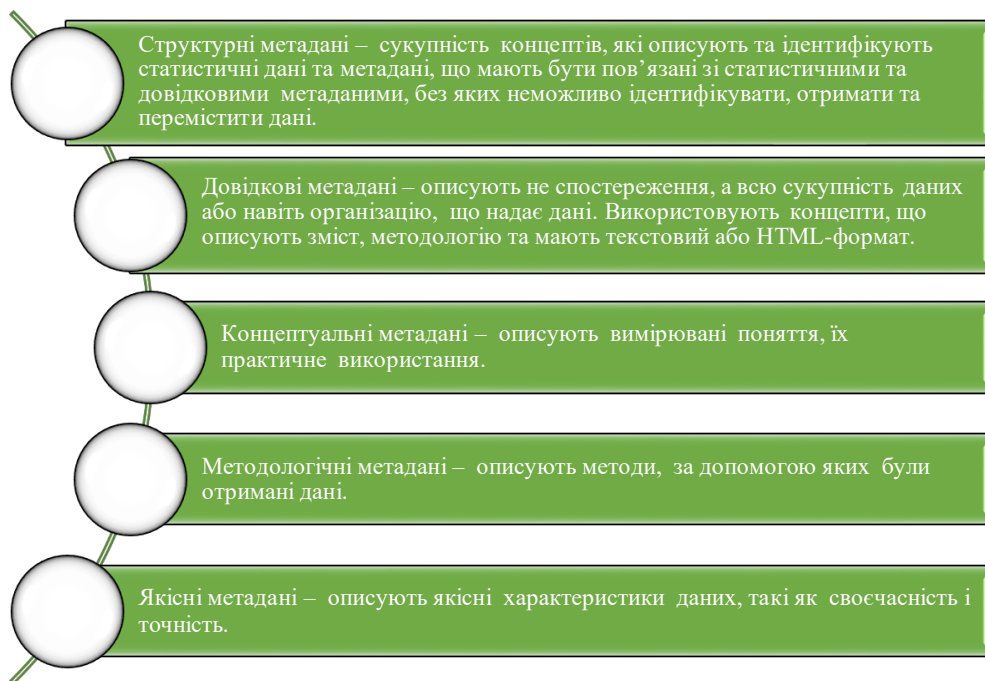 Структурні метадані – сукупність концептів, які описують та ідентифікують
статистичні дані та метадані, що мають бути пов’язані зі статистичними та
довідковими метаданими, без яких неможливо ідентифікувати, отримати та
перемістити дані.
Довідкові метадані – описують не спостереження, а всю сукупність даних
або навіть організацію, що надає дані. Використовують концепти, що
описують зміст, методологію та мають текстовий або HTML-формат.
Концептуальні метадані – описують вимірювані поняття, їх
практичне використання.
Методологічні метадані – описують методи, за допомогою яких були
отримані дані.
Якісні метадані – описують якісні характеристики даних, такі як своєчасність і
точність.